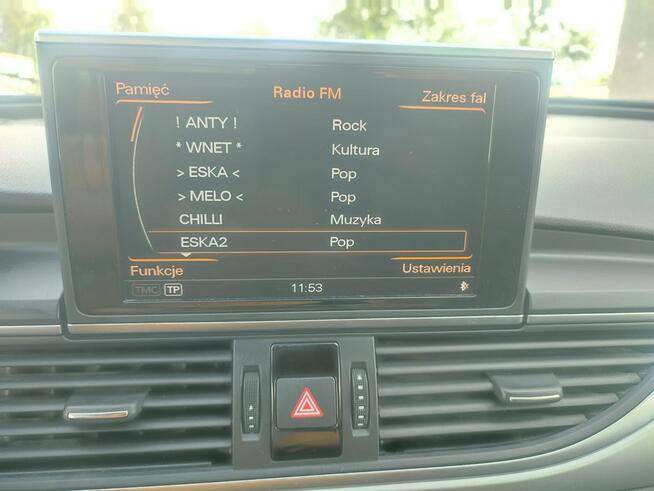 Pamięć Radio FM Zakres fal
! ANTY ! Rock
* WNET * Kultura
> ESKA < Pop
> MELO < Pop
CHILLI Muzyka
ESKA2 Pop
Funkcje Ustawienia
TMC TP 11:53